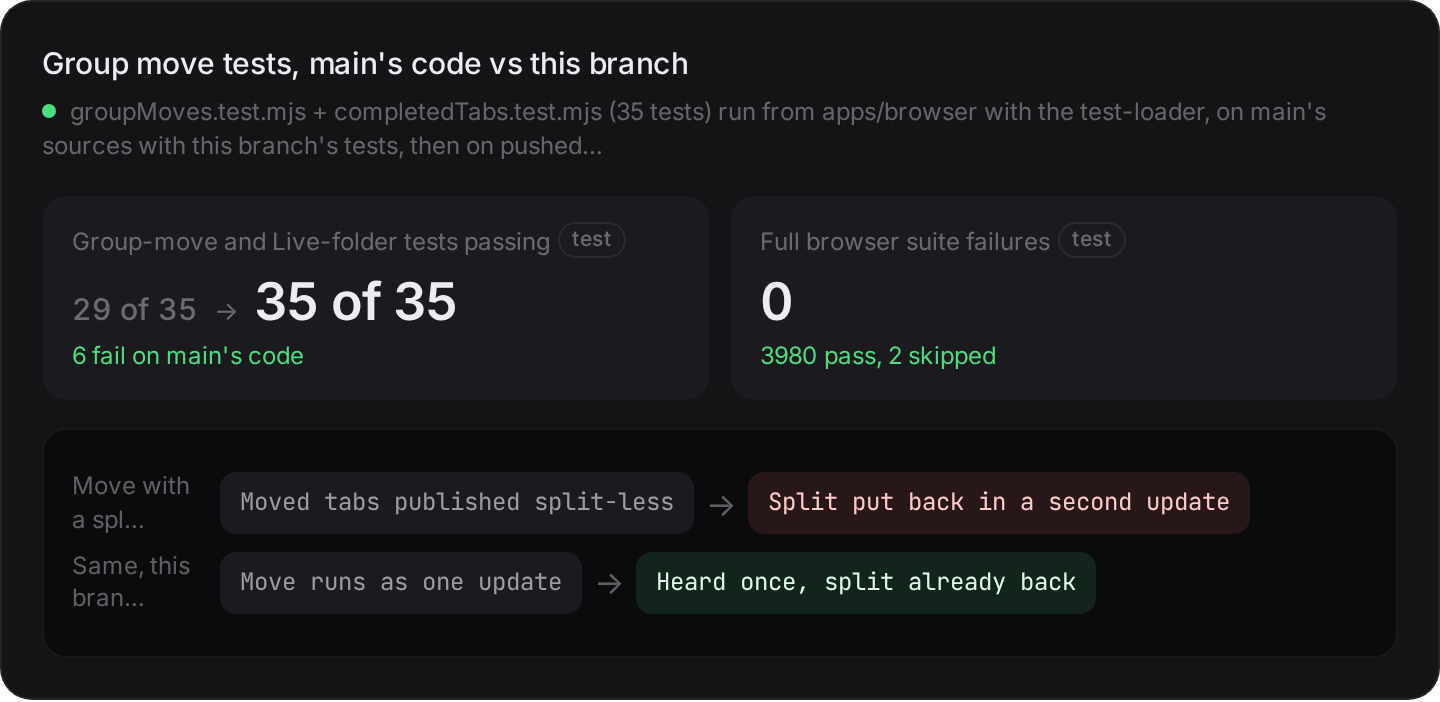 Group move tests, main's code vs this branch
groupMoves.test.mjs + completedTabs.test.mjs (35 tests) run from apps/browser with the test-loader, on main's
sources with this branch's tests, then on pushed...
Group-move and Live-folder tests passing test
29 of 35 → 35 of 35
6 fail on main's code
Full browser suite failures test
0
3980 pass, 2 skipped
Move with
a spl...
Moved tabs published split-less → Split put back in a second update
Same, this
bran...
Move runs as one update → Heard once, split already back